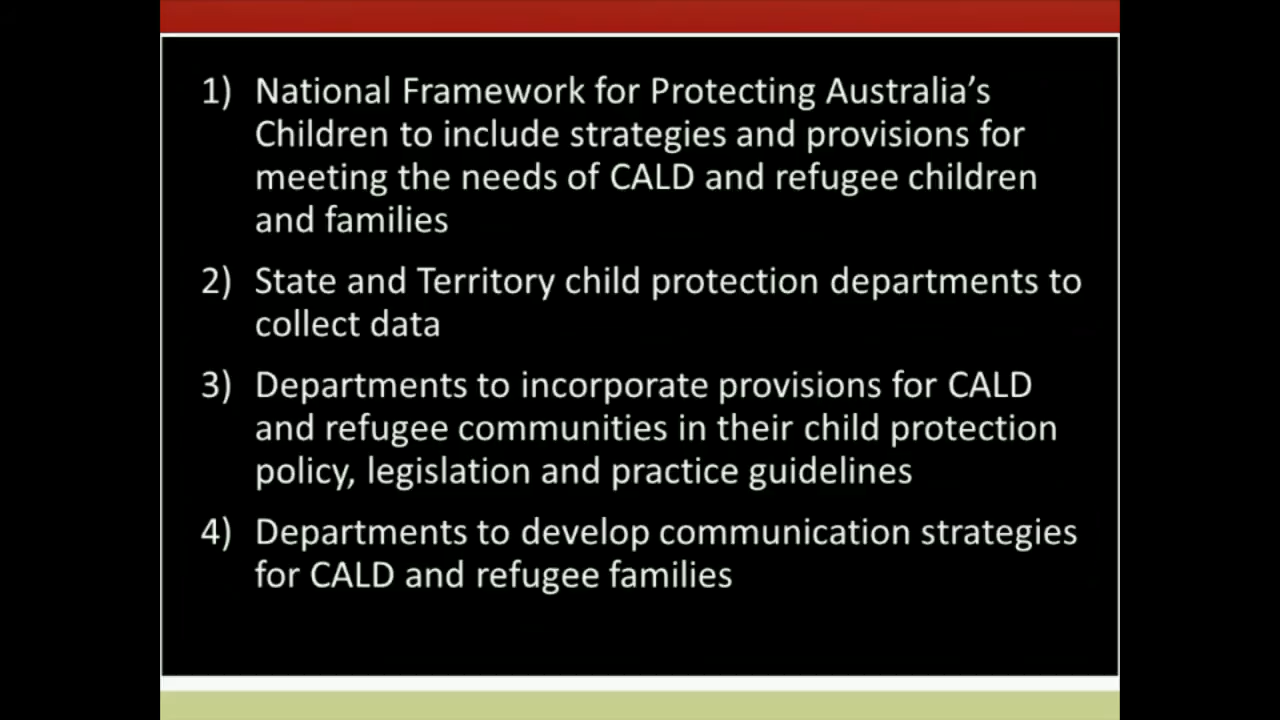 1) National Framework for Protecting Australia’s
Children to include strategies and provisions for
meeting the needs of CALD and refugee children
and families
2) State and Territory child protection departments to
collect data
3) Departments to incorporate provisions for CALD
and refugee communities in their child protection
policy, legislation and practice guidelines
4) Departments to develop communication strategies
for CALD and refugee families